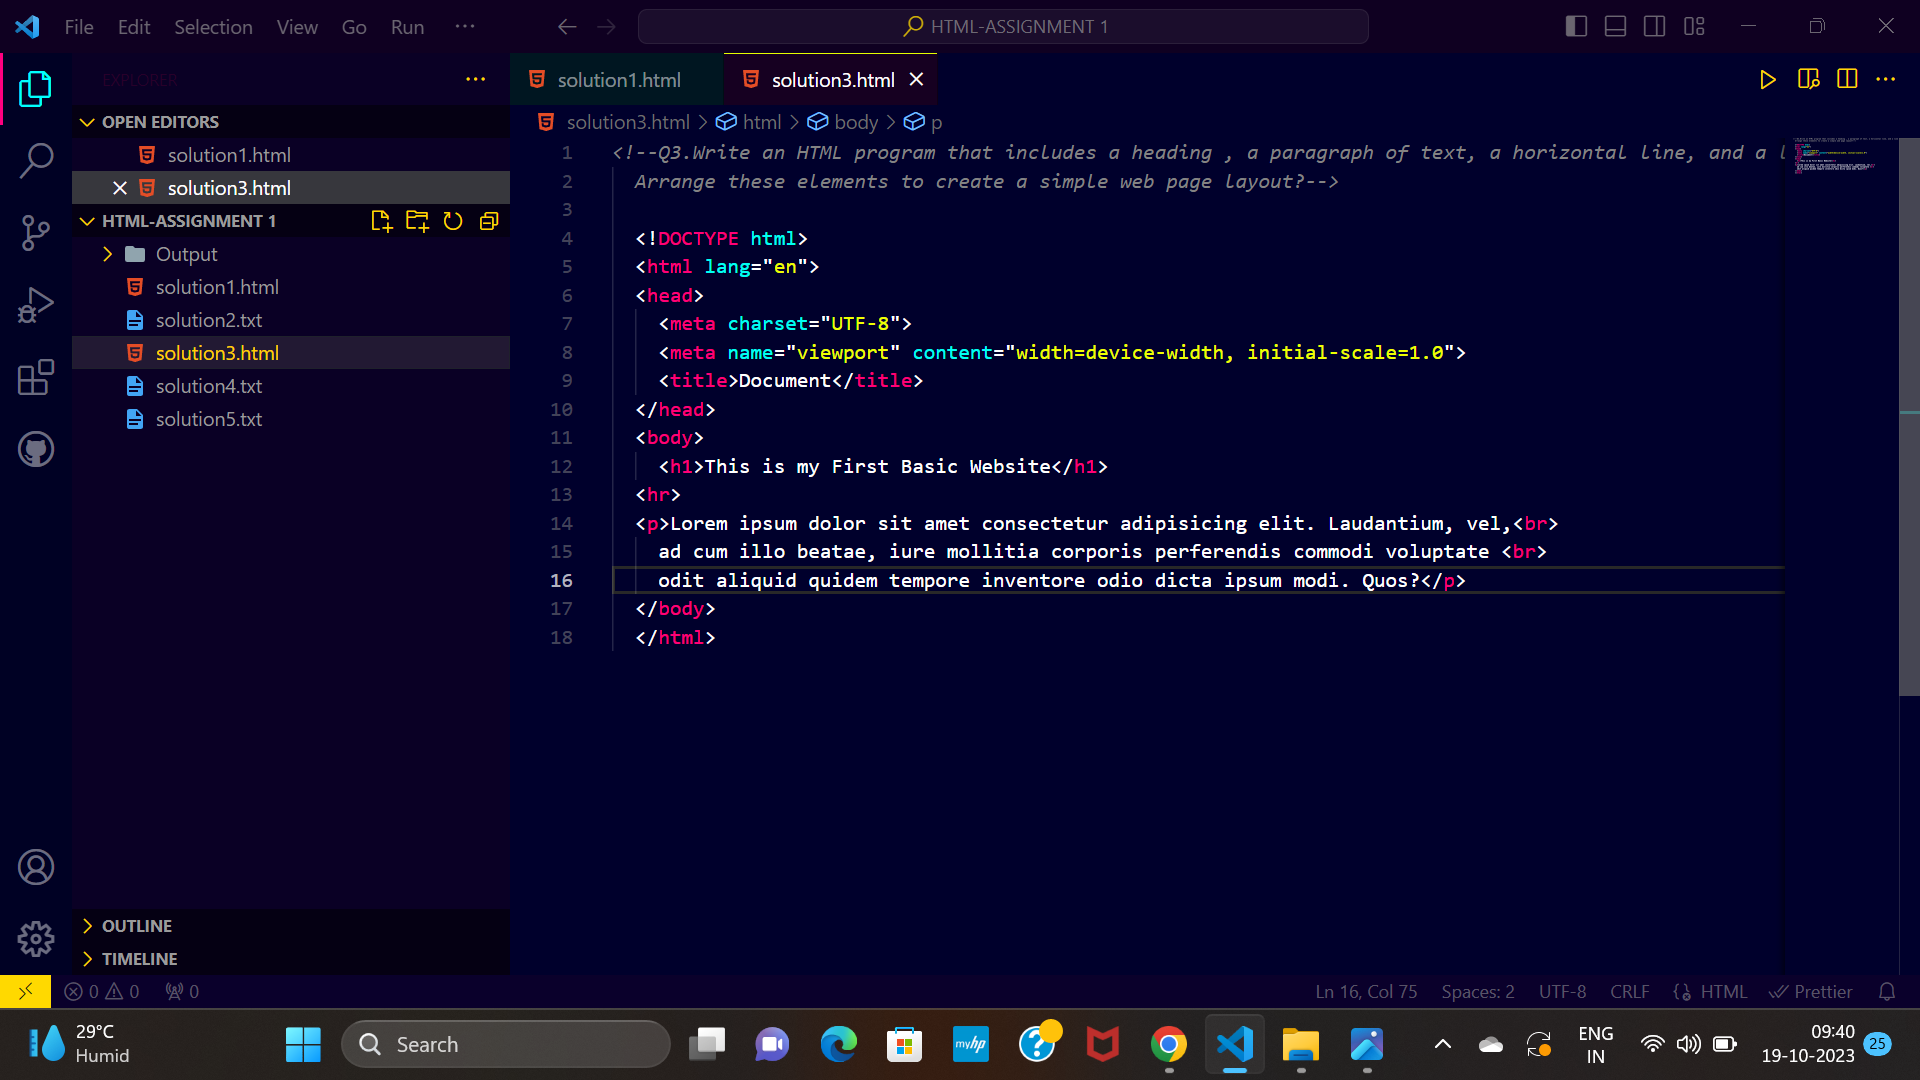 File Edit Selection View Go Run ···
HTML-ASSIGNMENT 1
EXPLORER
OPEN EDITORS
solution1.html
solution3.html
HTML-ASSIGNMENT 1
Output
solution1.html
solution2.txt
solution3.html
solution4.txt
solution5.txt
OUTLINE
TIMELINE
solution1.html
solution3.html
solution3.html > html > body > p
1 <!--Q3.Write an HTML program that includes a heading , a paragraph of text, a horizontal line, and a l
2 Arrange these elements to create a simple web page layout?-->
3
4 <!DOCTYPE html>
5 <html lang="en">
6 <head>
7 <meta charset="UTF-8">
8 <meta name="viewport" content="width=device-width, initial-scale=1.0">
9 <title>Document</title>
10 </head>
11 <body>
12 <h1>This is my First Basic Website</h1>
13 <hr>
14 <p>Lorem ipsum dolor sit amet consectetur adipisicing elit. Laudantium, vel,<br>
15 ad cum illo beatae, iure mollitia corporis perferendis commodi voluptate <br>
16 odit aliquid quidem tempore inventore odio dicta ipsum modi. Quos?</p>
17 </body>
18 </html>
0 0 0
Ln 16, Col 75 Spaces: 2 UTF-8 CRLF HTML Prettier
29°C
Humid
Search
myhp
ENG
IN
09:40
19-10-2023
25